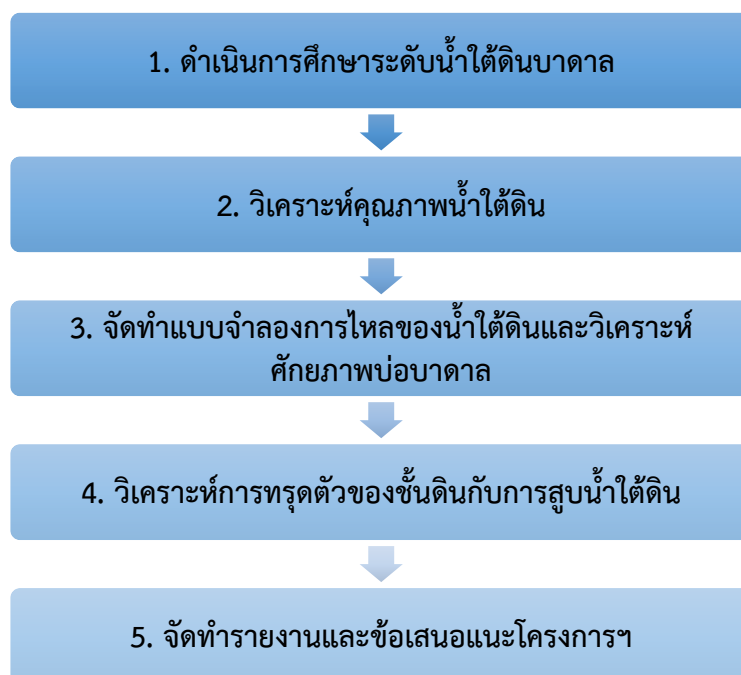 1. ดำเนินการศึกษาระดับน้ำใต้ดินบาดาล
2. วิเคราะห์คุณภาพน้ำใต้ดิน
3. จัดทำแบบจำลองการไหลของน้ำใต้ดินและวิเคราะห์
ศักยภาพบ่อบาดาล
4. วิเคราะห์การทรุดตัวของชั้นดินกับการสูบน้ำใต้ดิน
5. จัดทำรายงานและข้อเสนอแนะโครงการฯ